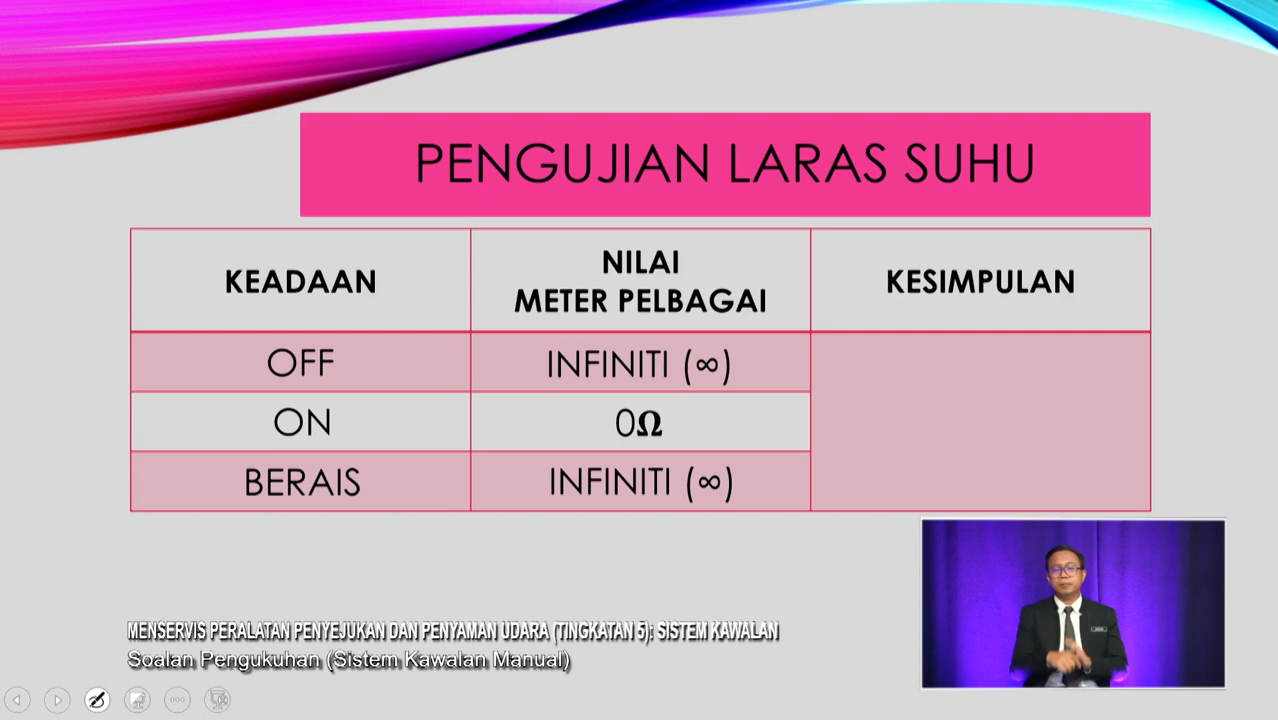 PENGUJIAN LARAS SUHU
KEADAAN
NILAI
METER PELBAGAI
KESIMPULAN
OFF
INFINITI (∞)
ON
0Ω
BERAIS
INFINITI (∞)
MENSERVIS PERALATAN PENYEJUKAN DAN PENYAMAN UDARA (TINGKATAN 5): SISTEM KAWALAN
Soalan Pengukuhan (Sistem Kawalan Manual)